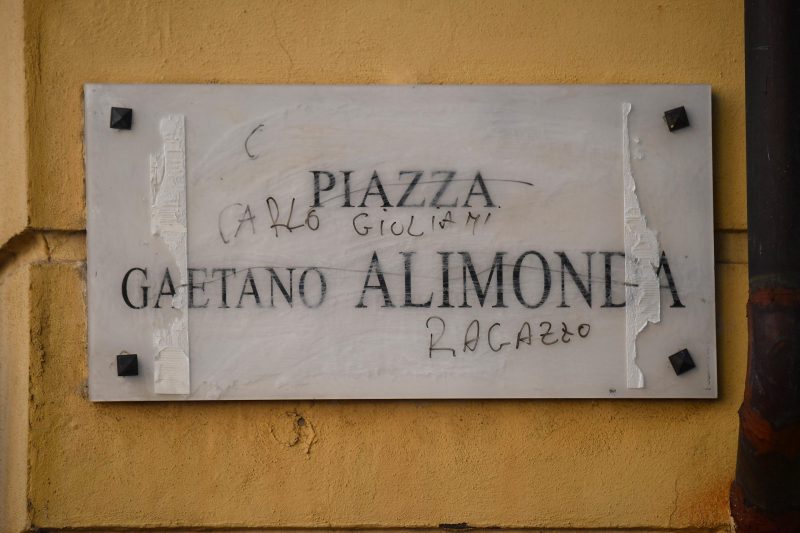 C
PIAZZA
CARLO GIULIANI
GAETANO ALIMONDA
RAGAZZO